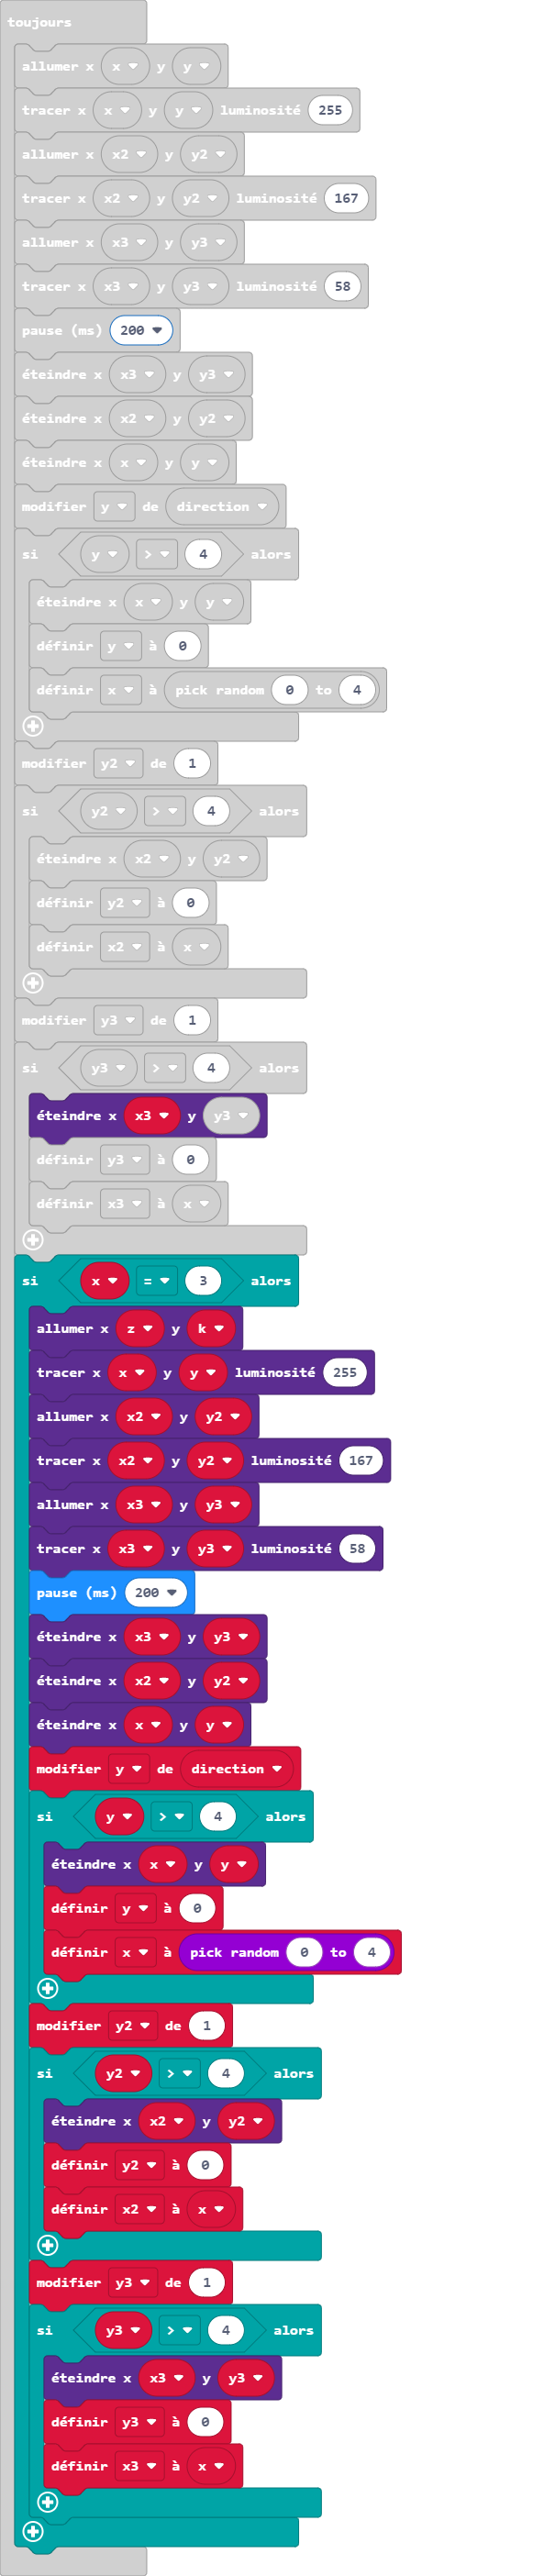 toujours
allumer x x y y
tracer x x y y luminosité 255
allumer x x2 y y2
tracer x x2 y y2 luminosité 167
allumer x x3 y y3
tracer x x3 y y3 luminosité 58
pause (ms) 200
éteindre x x3 y y3
éteindre x x2 y y2
éteindre x x y y
modifier y de direction
si y > 4 alors
éteindre x x y y
définir y à 0
définir x à pick random 0 to 4
modifier y2 de 1
si y2 > 4 alors
éteindre x x2 y y2
définir y2 à 0
définir x2 à x
modifier y3 de 1
si y3 > 4 alors
éteindre x x3 y y3
définir y3 à 0
définir x3 à x
si x = 3 alors
allumer x z y k
tracer x x y y luminosité 255
allumer x x2 y y2
tracer x x2 y y2 luminosité 167
allumer x x3 y y3
tracer x x3 y y3 luminosité 58
pause (ms) 200
éteindre x x3 y y3
éteindre x x2 y y2
éteindre x x y y
modifier y de direction
si y > 4 alors
éteindre x x y y
définir y à 0
définir x à pick random 0 to 4
modifier y2 de 1
si y2 > 4 alors
éteindre x x2 y y2
définir y2 à 0
définir x2 à x
modifier y3 de 1
si y3 > 4 alors
éteindre x x3 y y3
définir y3 à 0
définir x3 à x